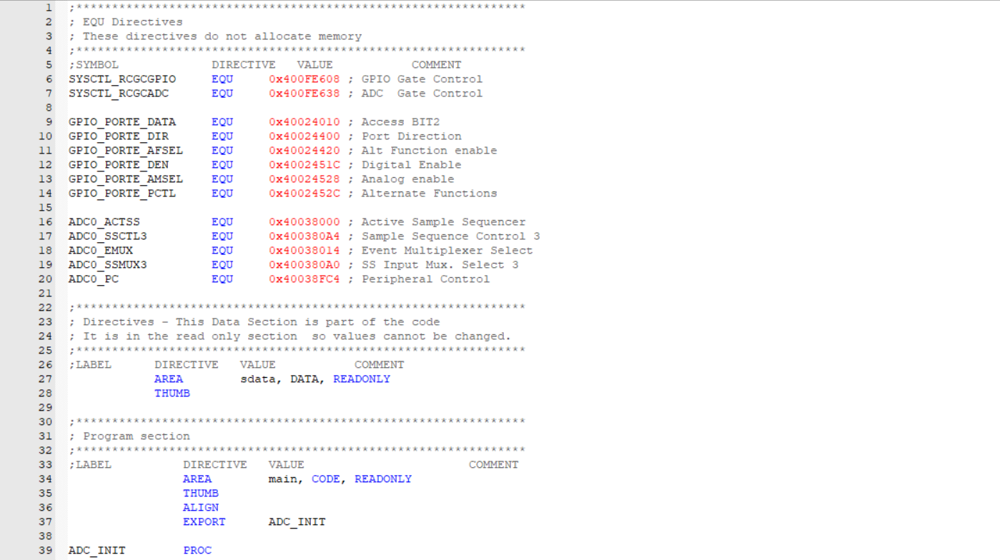 1 ;***************************************************************
2 ; EQU Directives
3 ; These directives do not allocate memory
4 ;***************************************************************
5 ;SYMBOL             DIRECTIVE   VALUE           COMMENT
6 SYSCTL_RCGCGPIO     EQU     0x400FE608 ; GPIO Gate Control
7 SYSCTL_RCGCADC      EQU     0x400FE638 ; ADC  Gate Control
8
9 GPIO_PORTE_DATA     EQU     0x40024010 ; Access BIT2
10 GPIO_PORTE_DIR      EQU     0x40024400 ; Port Direction
11 GPIO_PORTE_AFSEL    EQU     0x40024420 ; Alt Function enable
12 GPIO_PORTE_DEN      EQU     0x4002451C ; Digital Enable
13 GPIO_PORTE_AMSEL    EQU     0x40024528 ; Analog enable
14 GPIO_PORTE_PCTL     EQU     0x4002452C ; Alternate Functions
15
16 ADC0_ACTSS          EQU     0x40038000 ; Active Sample Sequencer
17 ADC0_SSCTL3         EQU     0x400380A4 ; Sample Sequence Control 3
18 ADC0_EMUX           EQU     0x40038014 ; Event Multiplexer Select
19 ADC0_SSMUX3         EQU     0x400380A0 ; SS Input Mux. Select 3
20 ADC0_PC             EQU     0x40038FC4 ; Peripheral Control
21
22 ;***************************************************************
23 ; Directives - This Data Section is part of the code
24 ; It is in the read only section  so values cannot be changed.
25 ;***************************************************************
26 ;LABEL      DIRECTIVE   VALUE           COMMENT
27             AREA        sdata, DATA, READONLY
28             THUMB
29
30 ;***************************************************************
31 ; Program section
32 ;***************************************************************
33 ;LABEL          DIRECTIVE   VALUE                       COMMENT
34                 AREA        main, CODE, READONLY
35                 THUMB
36                 ALIGN
37                 EXPORT      ADC_INIT
38
39 ADC_INIT        PROC